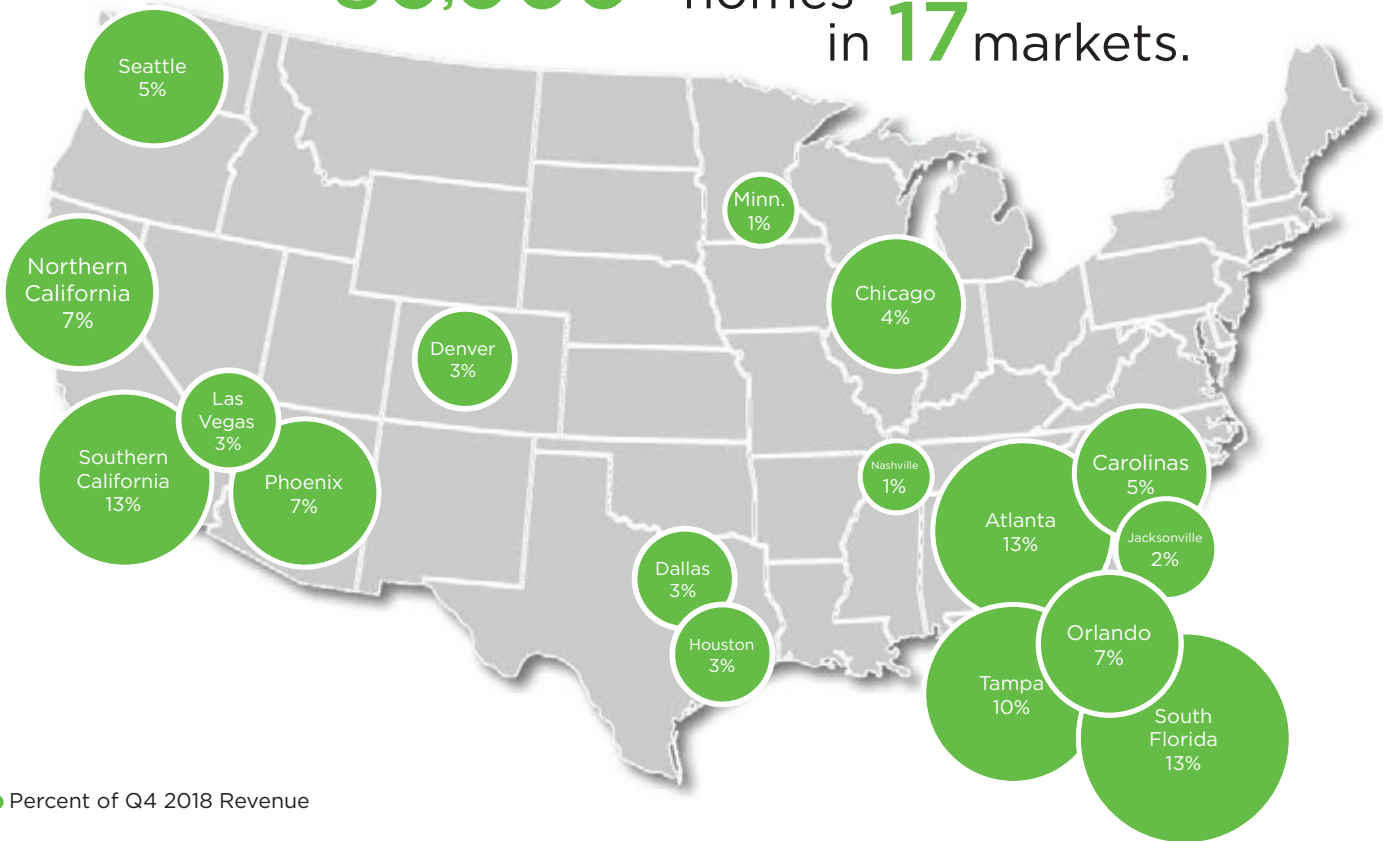 homes
in 17 markets.
Seattle
5%
Minn.
1%
Northern
California
7%
Chicago
4%
Denver
3%
Las
Vegas
3%
Southern
California
13%
Phoenix
7%
Nashville
1%
Carolinas
5%
Atlanta
13%
Jacksonville
2%
Dallas
3%
Houston
3%
Orlando
7%
Tampa
10%
South
Florida
13%
Percent of Q4 2018 Revenue